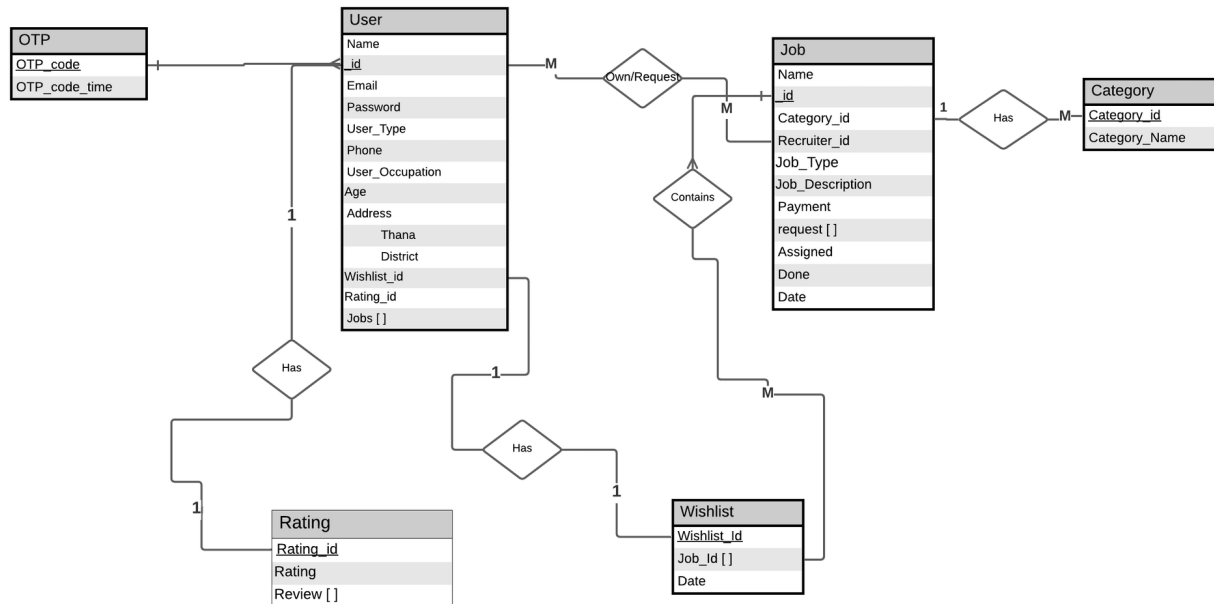 OTP
OTP_code
OTP_code_time
User
Name
_id
Email
Password
User_Type
Phone
User_Occupation
Age
Address
Thana
District
Wishlist_id
Rating_id
Jobs [ ]
M
Own/Request
M
Job
Name
_id
Category_id
Recruiter_id
Job_Type
Job_Description
Payment
request [ ]
Assigned
Done
Date
1
Has
M
Category
Category_id
Category_Name
Contains
M
1
Has
1
1
Has
1
Rating
Rating_id
Rating
Review [ ]
Wishlist
Wishlist_Id
Job_Id [ ]
Date